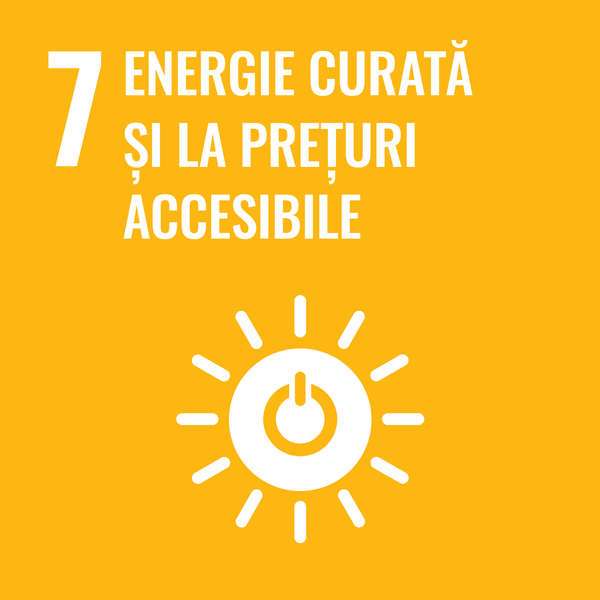 7 ENERGIE CURATĂ
ȘI LA PREȚURI
ACCESIBILE